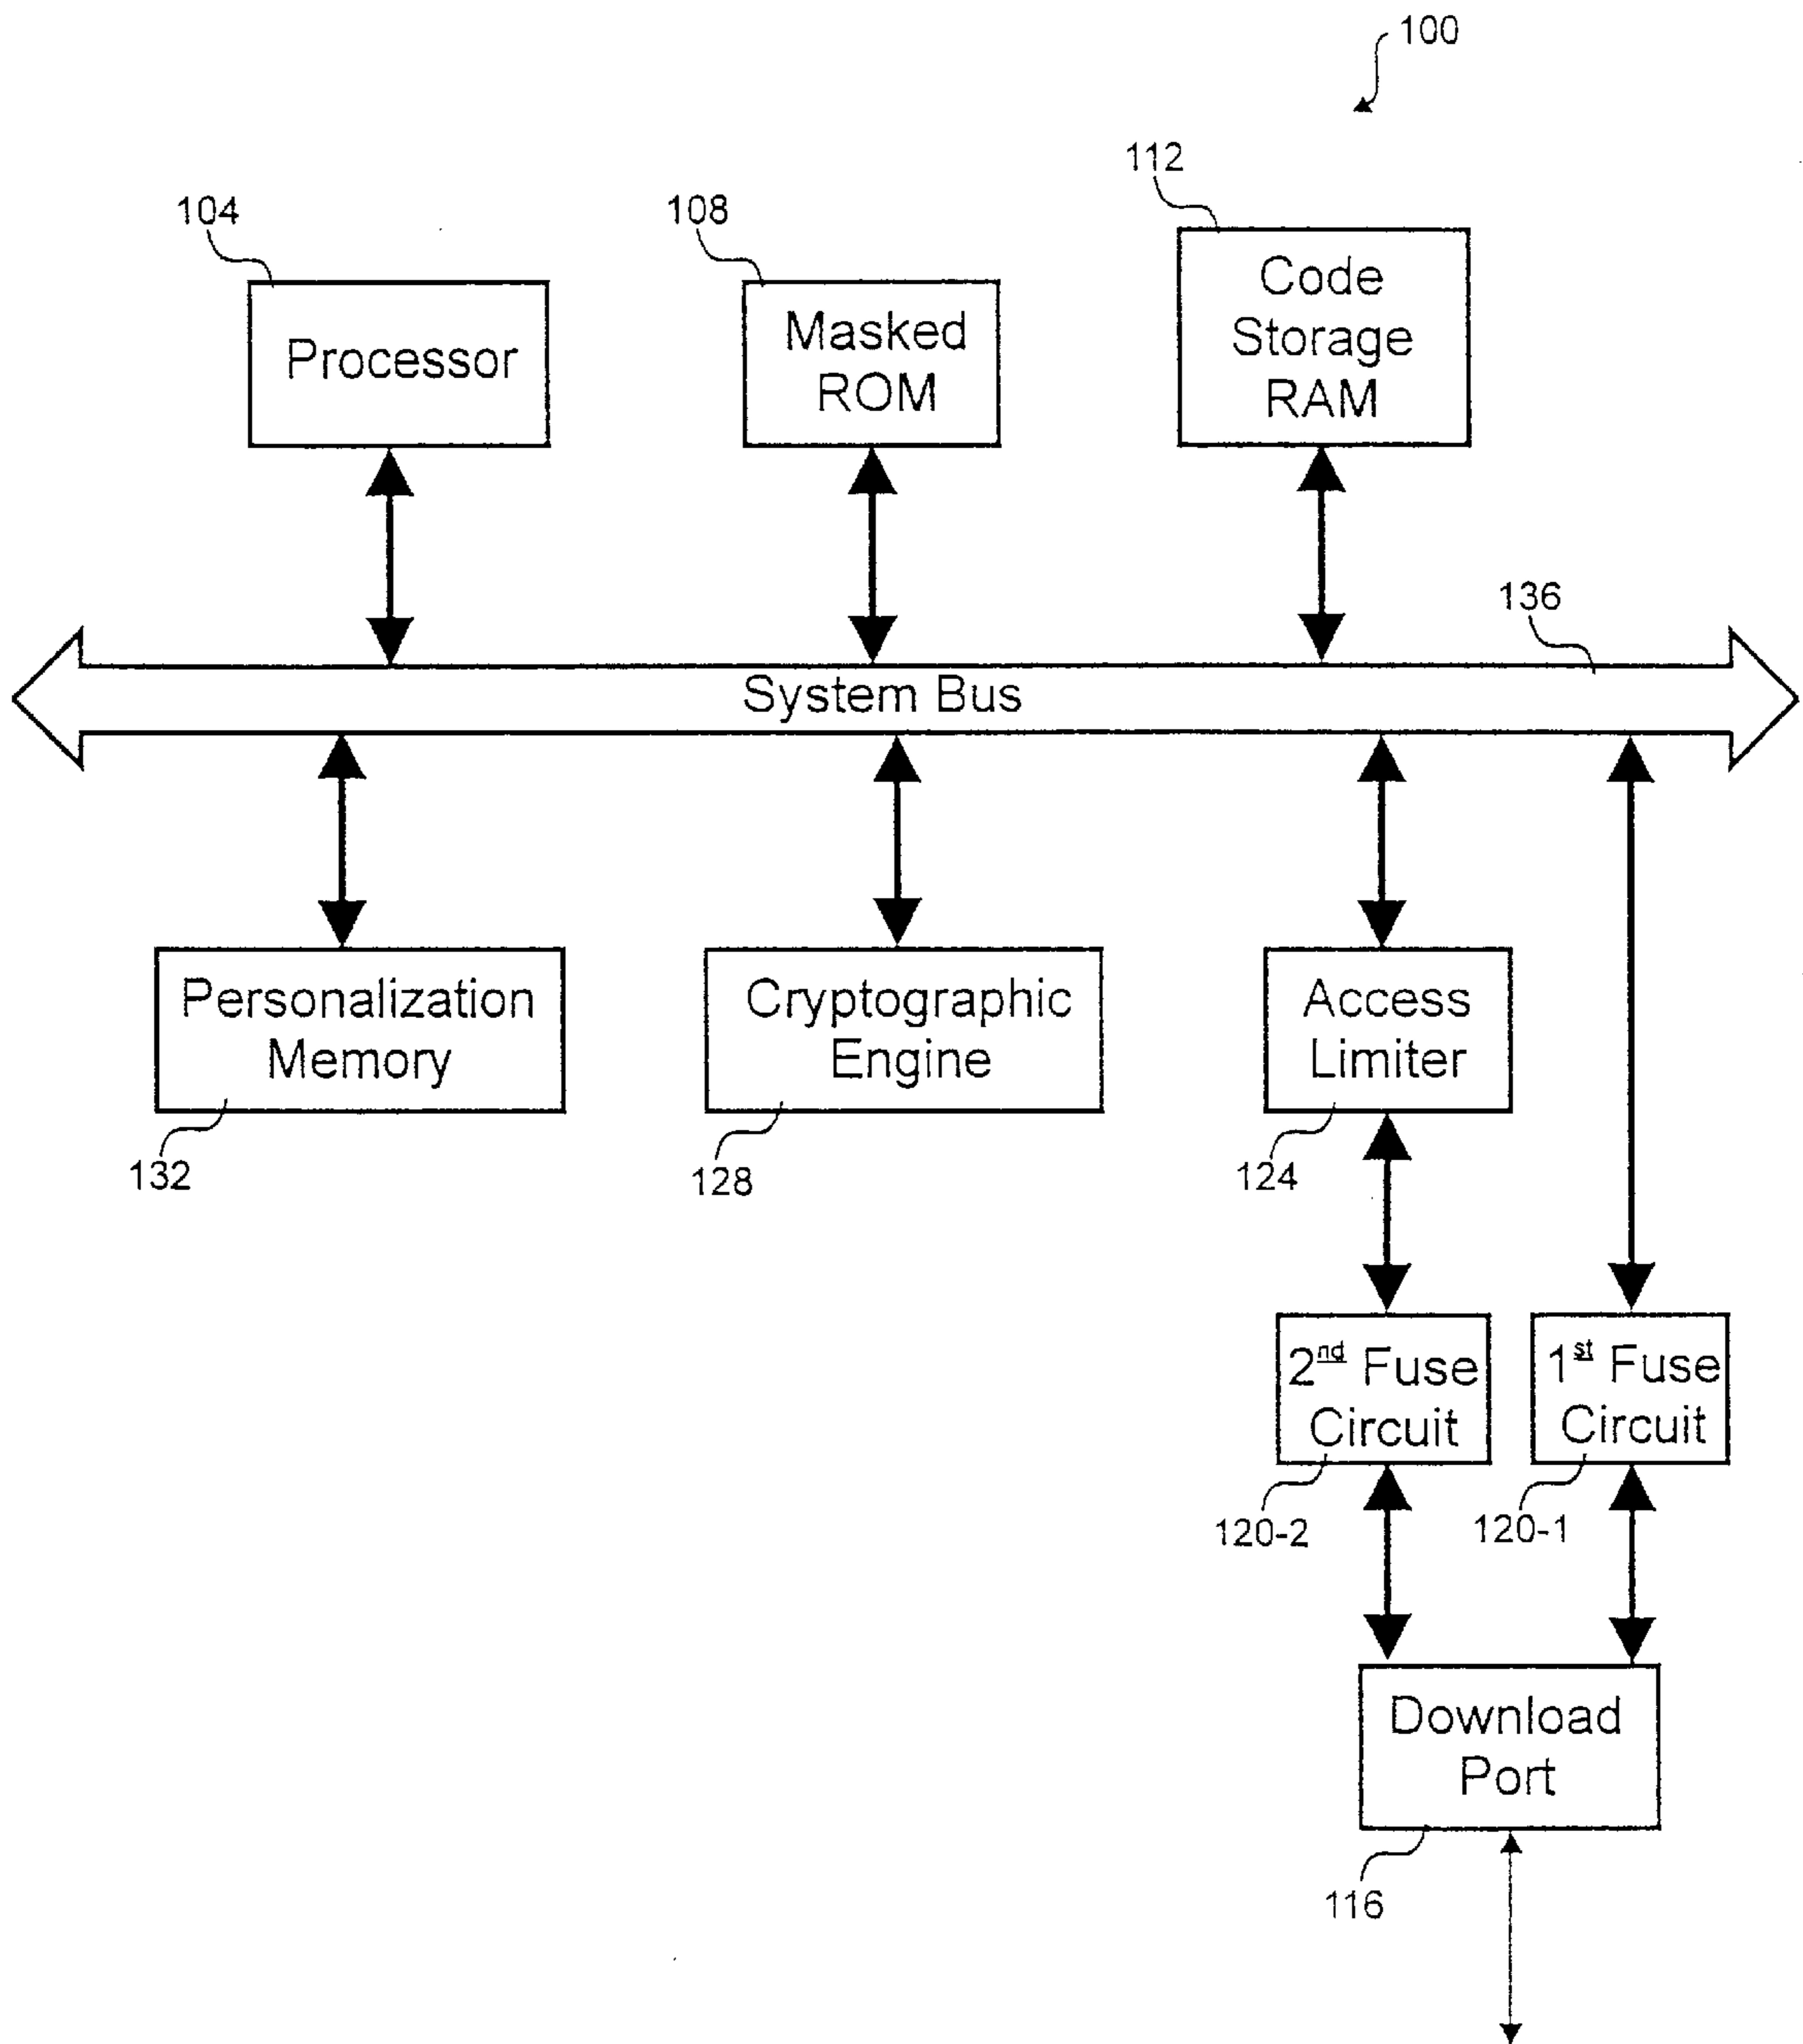 100
112
104
108
Code
Storage
RAM
Processor
Masked
ROM
136
System Bus
Personalization
Memory
Cryptographic
Engine
Access
Limiter
132
128
124
2nd Fuse
Circuit
1st Fuse
Circuit
120-2
120-1
Download
Port
116